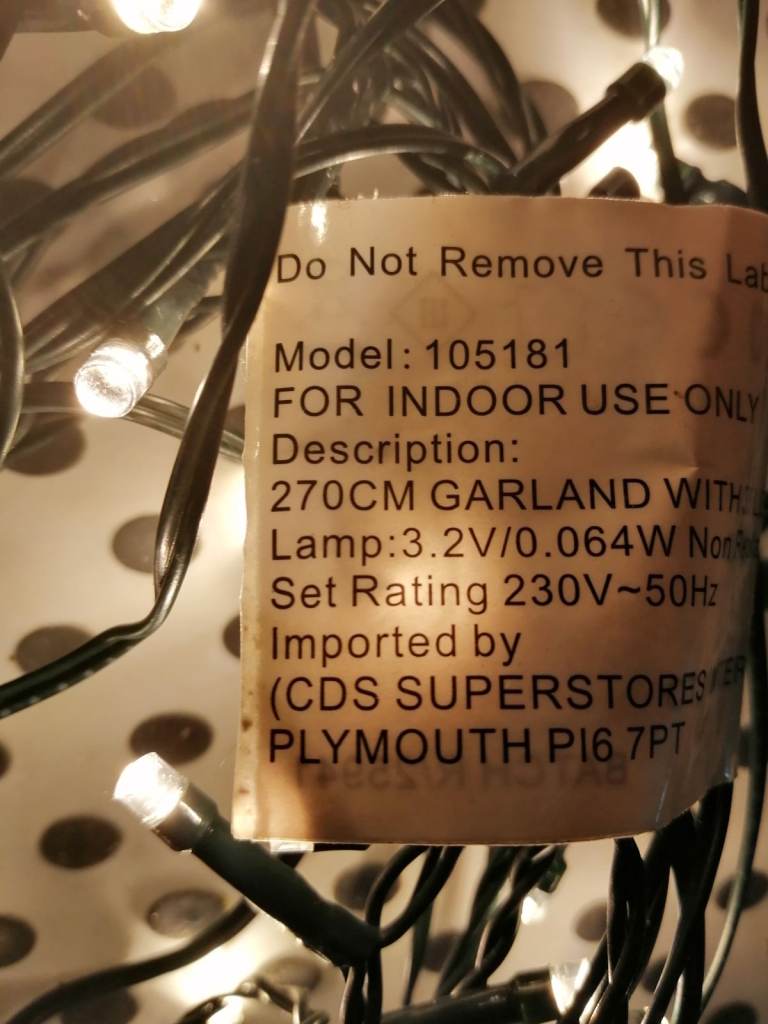 Do Not Remove This Lab
Model: 105181
FOR INDOOR USE ONLY
Description:
270CM GARLAND WITH
Lamp:3.2V/0.064W Non
Set Rating 230V~50Hz
Imported by
(CDS SUPERSTORES
PLYMOUTH PI6 7PT